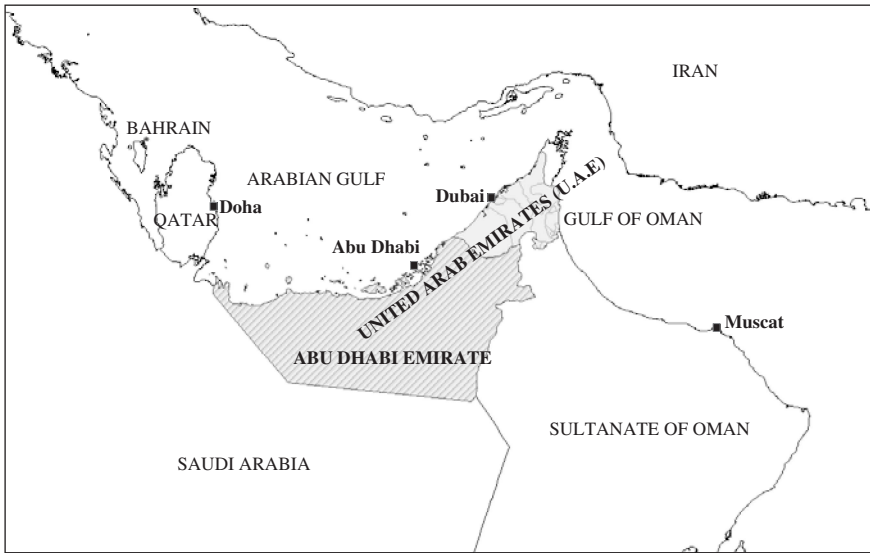 IRAN
BAHRAIN
ARABIAN GULF
Dubai
QATAR
Doha
UNITED ARAB EMIRATES (U.A.E)
GULF OF OMAN
Abu Dhabi
Muscat
ABU DHABI EMIRATE
SULTANATE OF OMAN
SAUDI ARABIA